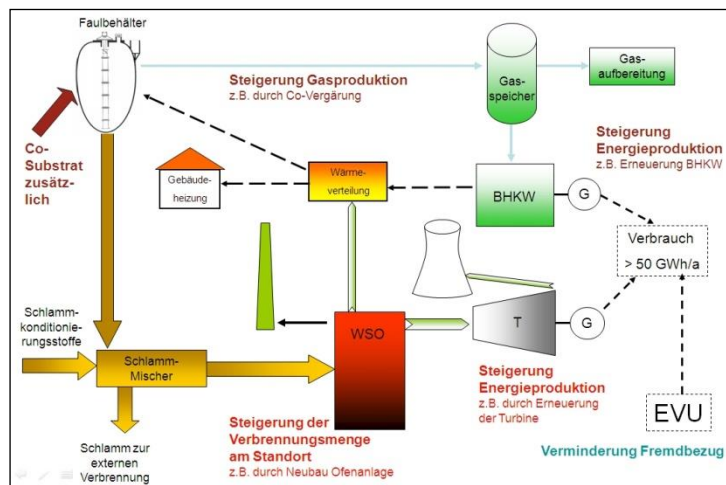 Faulbehälter
Steigerung Gasproduktion
z.B. durch Co-Vergärung
Gas-
speicher
Gas-
aufbereitung
Co-
Substrat
zusätz-
lich
Gebäude-
heizung
Wärme-
verteilung
BHKW
G
Steigerung
Energieproduktion
z.B. Erneuerung BHKW
Verbrauch
> 50 GWh/a
Schlamm-
konditionie-
rungsstoffe
Schlamm-
Mischer
WSO
T
G
Schlamm zur
externen
Verbrennung
Steigerung der
Verbrennungsmenge
am Standort
z.B. durch Neubau Ofenanlage
Steigerung
Energieproduktion
z.B. durch Erneuerung
der Turbine
EVU
Verminderung Fremdbezug